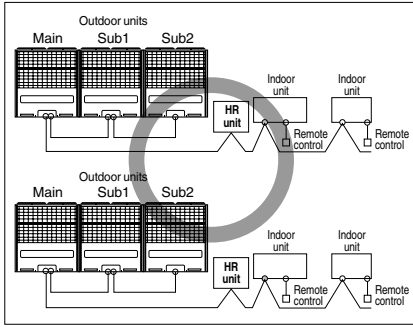 Outdoor units
Main Sub1 Sub2
HR unit
Indoor unit
Indoor unit
Remote control
Remote control
Outdoor units
Main Sub1 Sub2
HR unit
Indoor unit
Indoor unit
Remote control
Remote control